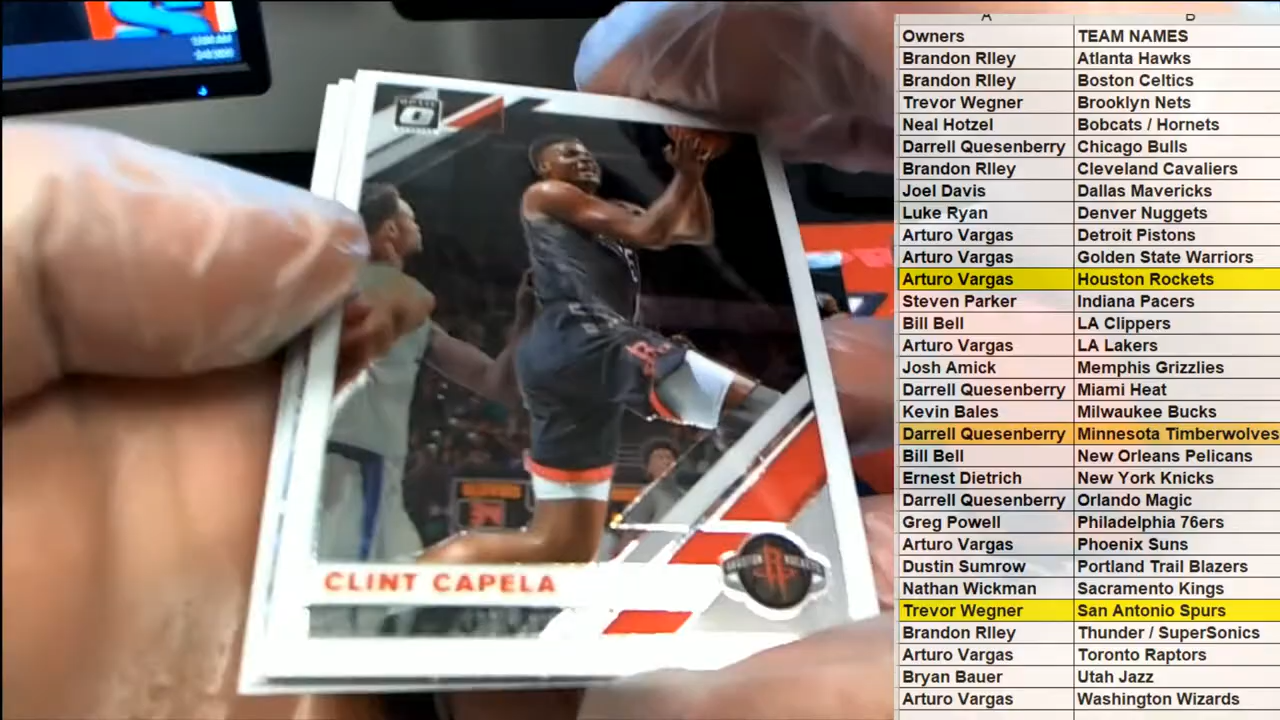 A B
Owners TEAM NAMES
Brandon RIley Atlanta Hawks
Brandon RIley Boston Celtics
Trevor Wegner Brooklyn Nets
Neal Hotzel Bobcats / Hornets
Darrell Quesenberry Chicago Bulls
Brandon RIley Cleveland Cavaliers
Joel Davis Dallas Mavericks
Luke Ryan Denver Nuggets
Arturo Vargas Detroit Pistons
Arturo Vargas Golden State Warriors
Arturo Vargas Houston Rockets
Steven Parker Indiana Pacers
Bill Bell LA Clippers
Arturo Vargas LA Lakers
Josh Amick Memphis Grizzlies
Darrell Quesenberry Miami Heat
Kevin Bales Milwaukee Bucks
Darrell Quesenberry Minnesota Timberwolves
Bill Bell New Orleans Pelicans
Ernest Dietrich New York Knicks
Darrell Quesenberry Orlando Magic
Greg Powell Philadelphia 76ers
Arturo Vargas Phoenix Suns
Dustin Sumrow Portland Trail Blazers
Nathan Wickman Sacramento Kings
Trevor Wegner San Antonio Spurs
Brandon RIley Thunder / SuperSonics
Arturo Vargas Toronto Raptors
Bryan Bauer Utah Jazz
Arturo Vargas Washington Wizards
CLINT CAPELA